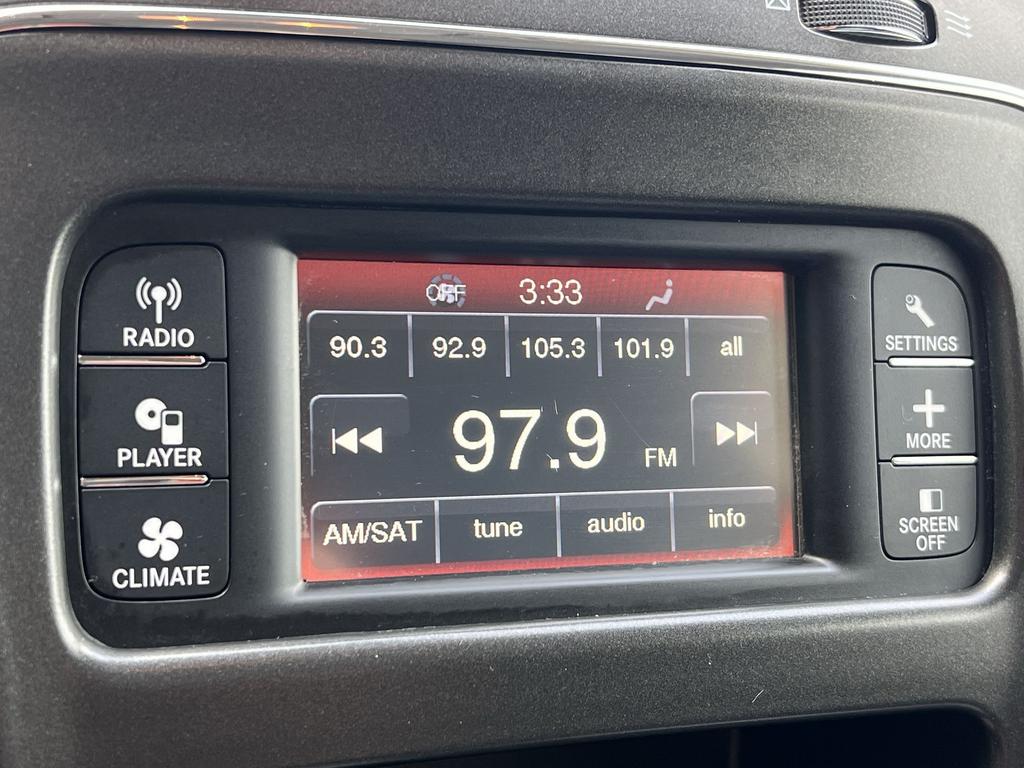 OFF 3:33
90.3 92.9 105.3 101.9 all
97.9 FM
AM/SAT tune audio info
RADIO
PLAYER
CLIMATE
SETTINGS
MORE
SCREEN
OFF